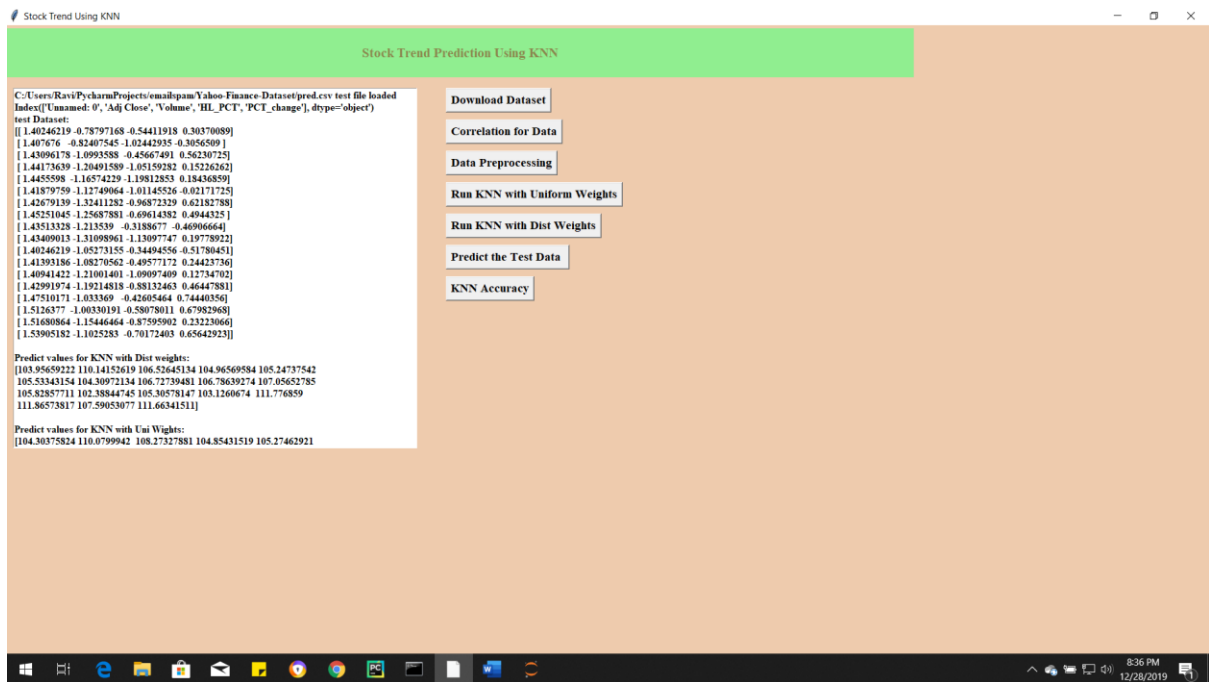 Stock Trend Using KNN
Stock Trend Prediction Using KNN
C:/Users/Ravi/PycharmProjects/emailspam/Yahoo-Finance-Dataset/pred.csv test file loaded
Index(['Unnamed: 0', 'Adj Close', 'Volume', 'HL_PCT', 'PCT_change'], dtype='object')
test Dataset:
[[ 1.40246219 -0.78797168 -0.54411918 0.30370089]
[ 1.407676 -0.82407545 -1.02442935 -0.3056509 ]
[ 1.43096178 -1.0993588 -0.45667491 0.56230725]
[ 1.44173639 -1.20491589 -1.05159282 0.15226262]
[ 1.4455598 -1.16574229 -1.19812853 0.18436859]
[ 1.41879759 -1.12749064 -1.01145526 -0.02171725]
[ 1.42679139 -1.32411282 -0.96872329 0.62182788]
[ 1.45251045 -1.25687881 -0.69614382 0.4944325 ]
[ 1.43513328 -1.213539 -0.3188677 -0.46906664]
[ 1.43409013 -1.31098961 -1.13097747 0.19778922]
[ 1.40246219 -1.05273155 -0.34494556 -0.51780451]
[ 1.41393186 -1.08270562 -0.49577172 0.24423736]
[ 1.40941422 -1.21001401 -1.09097409 0.12734702]
[ 1.42991974 -1.19214818 -0.88132463 0.46447881]
[ 1.47510171 -1.033369 -0.42605464 0.74440356]
[ 1.5126377 -1.00330191 -0.58078011 0.67982968]
[ 1.51680864 -1.15446464 -0.87595902 0.23223066]
[ 1.53905182 -1.1025283 -0.70172403 0.65642923]]
Predict values for KNN with Dist weights:
[103.95659222 110.14152619 106.52645134 104.96569584 105.24737542
105.53343154 104.30972134 106.72739481 106.78639274 107.05652785
105.82857711 102.38844745 105.30578147 103.1260674 111.776859
111.86573817 107.59053077 111.66341511]
Predict values for KNN with Uni Wights:
[104.30375824 110.0799942 108.27327881 104.85431519 105.27462921
Download Dataset
Correlation for Data
Data Preprocessing
Run KNN with Uniform Weights
Run KNN with Dist Weights
Predict the Test Data
KNN Accuracy
8:36 PM
12/28/2019